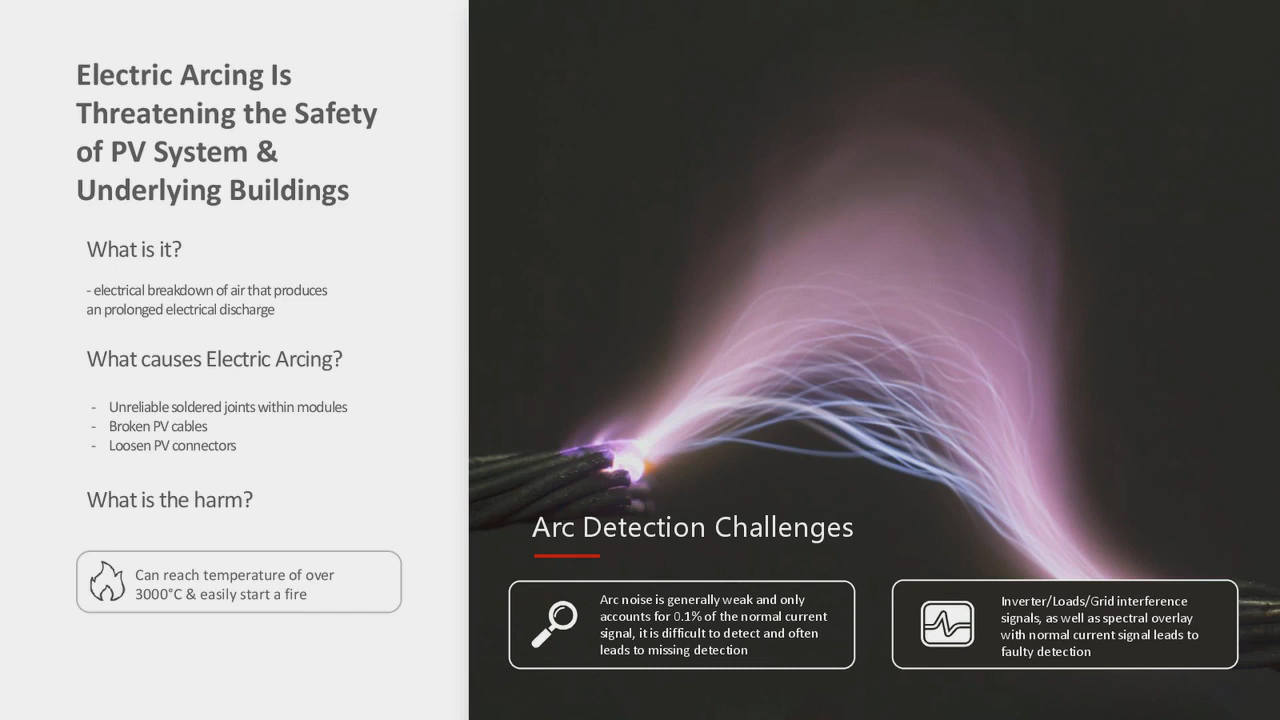 Electric Arcing Is
Threatening the Safety
of PV System &
Underlying Buildings
What is it?
- electrical breakdown of air that produces
an prolonged electrical discharge
What causes Electric Arcing?
- Unreliable soldered joints within modules
- Broken PV cables
- Loosen PV connectors
What is the harm?
Can reach temperature of over
3000°C & easily start a fire
Arc Detection Challenges
Arc noise is generally weak and only
accounts for 0.1% of the normal current
signal, it is difficult to detect and often
leads to missing detection
Inverter/Loads/Grid interference
signals, as well as spectral overlay
with normal current signal leads to
faulty detection